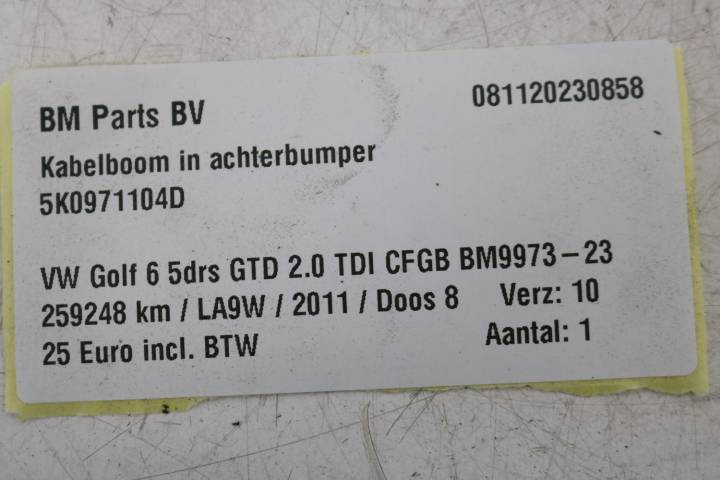 BM Parts BV 081120230858
Kabelboom in achterbumper
5K0971104D
VW Golf 6 5drs GTD 2.0 TDI CFGB BM9973-23
259248 km / LA9W / 2011 / Doos 8 Verz: 10
25 Euro incl. BTW Aantal: 1